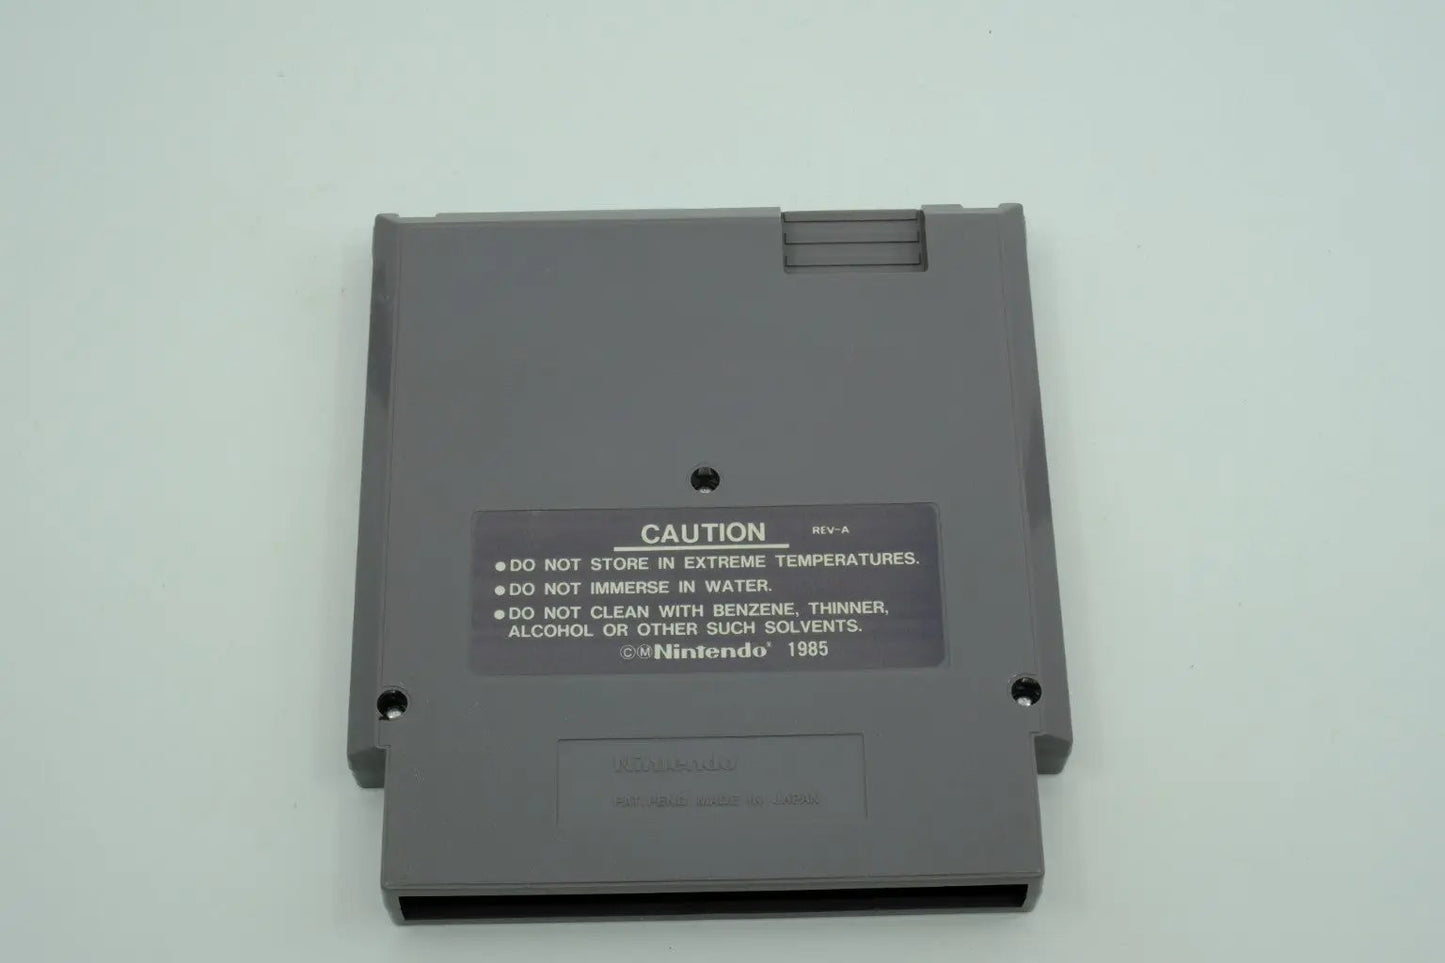 CAUTION REV-A
●DO NOT STORE IN EXTREME TEMPERATURES.
●DO NOT IMMERSE IN WATER.
●DO NOT CLEAN WITH BENZENE, THINNER,
ALCOHOL OR OTHER SUCH SOLVENTS.
©ⓂNintendo® 1985
Nintendo
PAT. PEND. MADE IN JAPAN